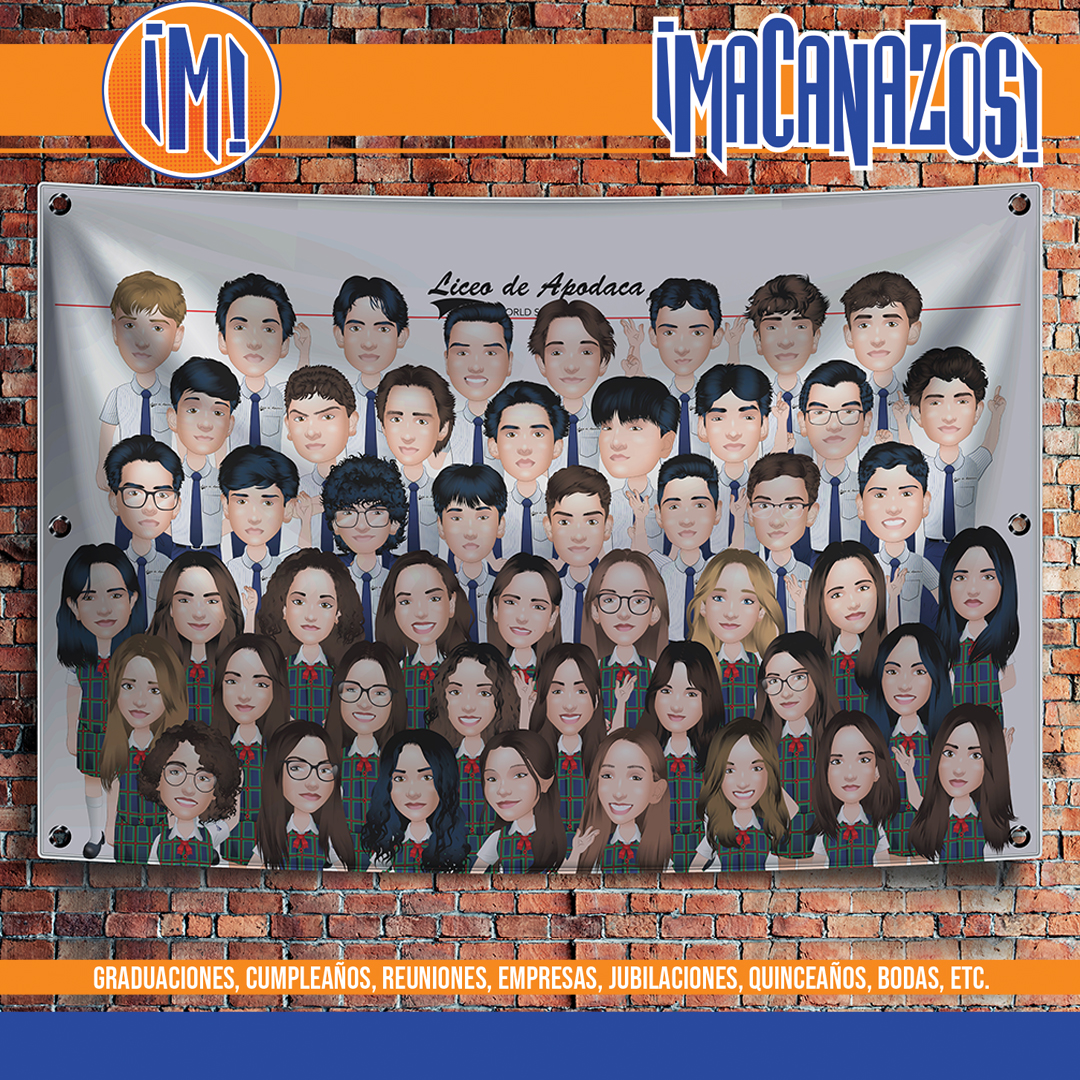 ¡M!
¡MACANAZOS!
Liceo de Apodaca
GRADUACIONES, CUMPLEAÑOS, REUNIONES, EMPRESAS, JUBILACIONES, QUINCEAÑOS, BODAS, ETC.